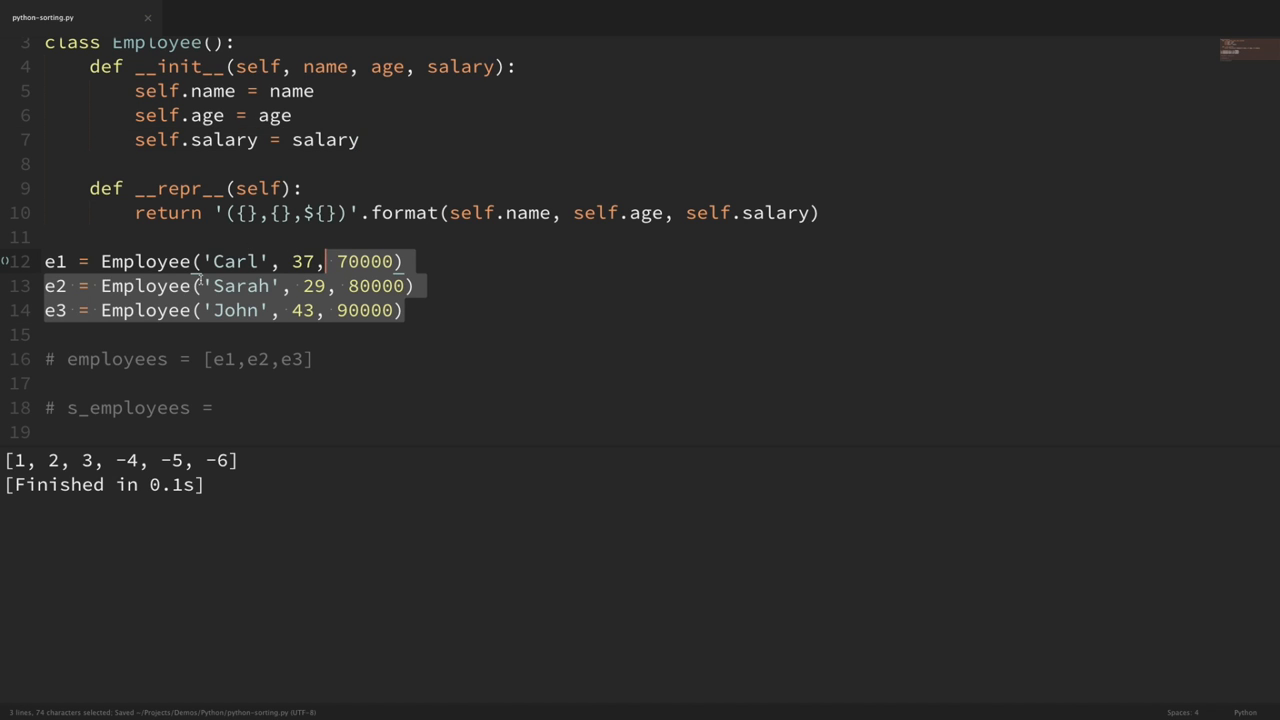 python-sorting.py ×
3 class Employee():
4 def __init__(self, name, age, salary):
5 self.name = name
6 self.age = age
7 self.salary = salary
8
9 def __repr__(self):
10 return '({},{},${})'.format(self.name, self.age, self.salary)
11
12 e1 = Employee('Carl', 37, 70000)
13 e2 = Employee('Sarah', 29, 80000)
14 e3 = Employee('John', 43, 90000)
15
16 # employees = [e1,e2,e3]
17
18 # s_employees =
19
[1, 2, 3, -4, -5, -6]
[Finished in 0.1s]
3 lines, 74 characters selected; Saved ~/Projects/Demos/Python/python-sorting.py (UTF-8) Spaces: 4 Python